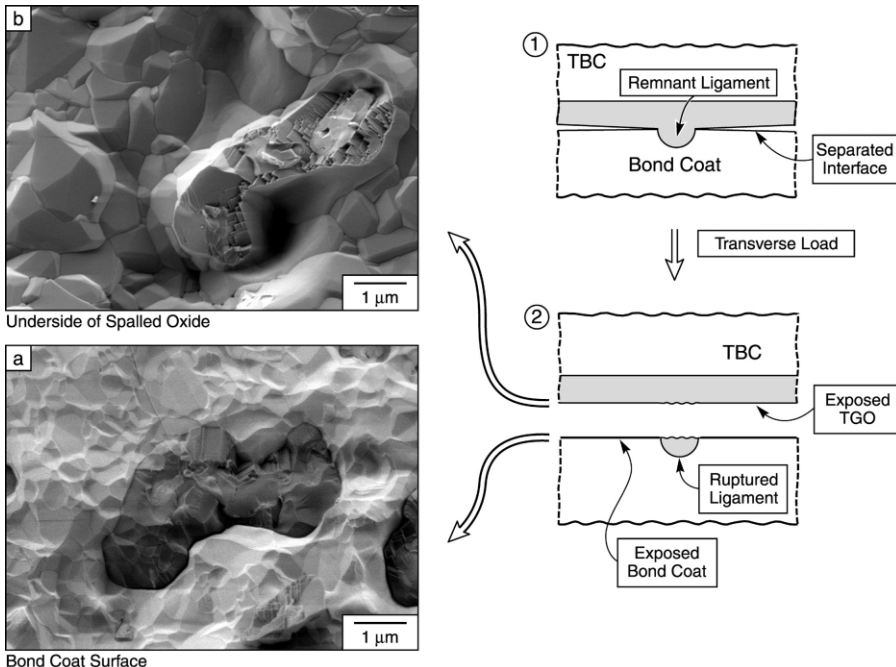 b
1 μm
Underside of Spalled Oxide
a
1 μm
Bond Coat Surface
1
TBC
Remnant Ligament
Bond Coat
Separated
Interface
Transverse Load
2
TBC
Exposed
TGO
Ruptured
Ligament
Exposed
Bond Coat